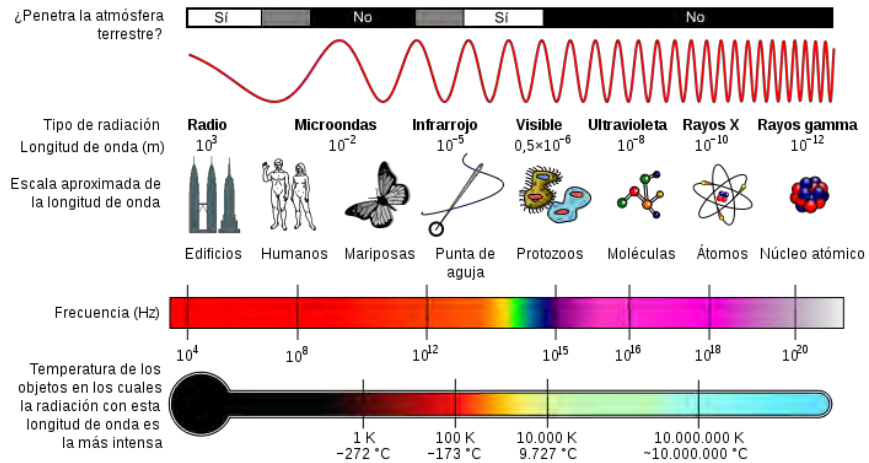 ¿Penetra la atmósfera
terrestre?
Sí No Sí No
Tipo de radiación Radio Microondas Infrarrojo Visible Ultravioleta Rayos X Rayos gamma
Longitud de onda (m) 10³ 10⁻² 10⁻⁵ 0,5×10⁻⁶ 10⁻⁸ 10⁻¹⁰ 10⁻¹²
Escala aproximada de
la longitud de onda
Edificios Humanos Mariposas Punta de
aguja Protozoos Moléculas Átomos Núcleo atómico
Frecuencia (Hz)
10⁴ 10⁸ 10¹² 10¹⁵ 10¹⁶ 10¹⁸ 10²⁰
Temperatura de los
objetos en los cuales
la radiación con esta
longitud de onda es
la más intensa
1 K 100 K 10.000 K 10.000.000 K
−272 °C −173 °C 9.727 °C ~10.000.000 °C